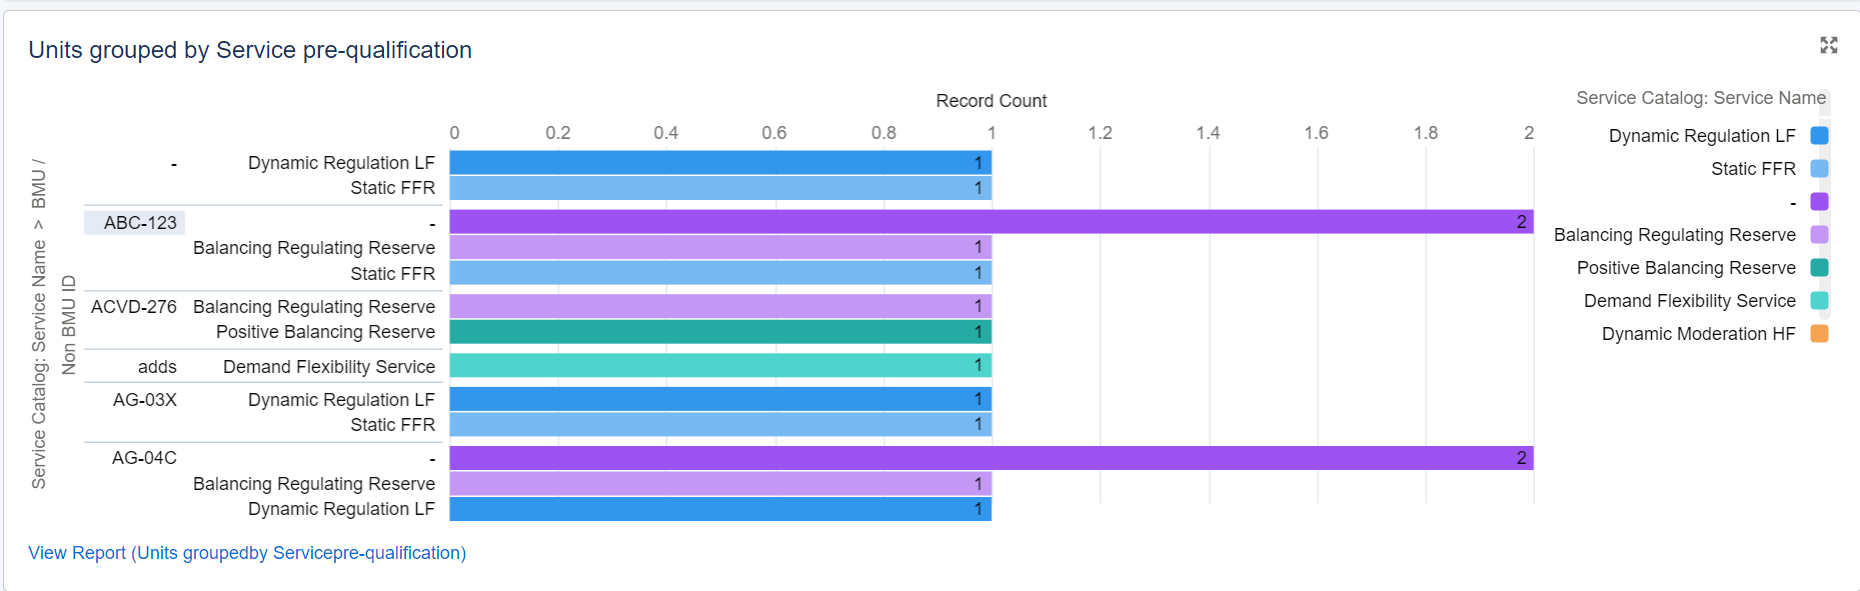 Units grouped by Service pre-qualification
Record Count
0 0.2 0.4 0.6 0.8 1 1.2 1.4 1.6 1.8 2
Service Catalog: Service Name > BMU /
Non BMU ID
- Dynamic Regulation LF 1
Static FFR 1
ABC-123 - 2
Balancing Regulating Reserve 1
Static FFR 1
ACVD-276 Balancing Regulating Reserve 1
Positive Balancing Reserve 1
adds Demand Flexibility Service 1
AG-03X Dynamic Regulation LF 1
Static FFR 1
AG-04C - 2
Balancing Regulating Reserve 1
Dynamic Regulation LF 1
Service Catalog: Service Name
Dynamic Regulation LF
Static FFR
-
Balancing Regulating Reserve
Positive Balancing Reserve
Demand Flexibility Service
Dynamic Moderation HF
View Report (Units groupedby Servicepre-qualification)